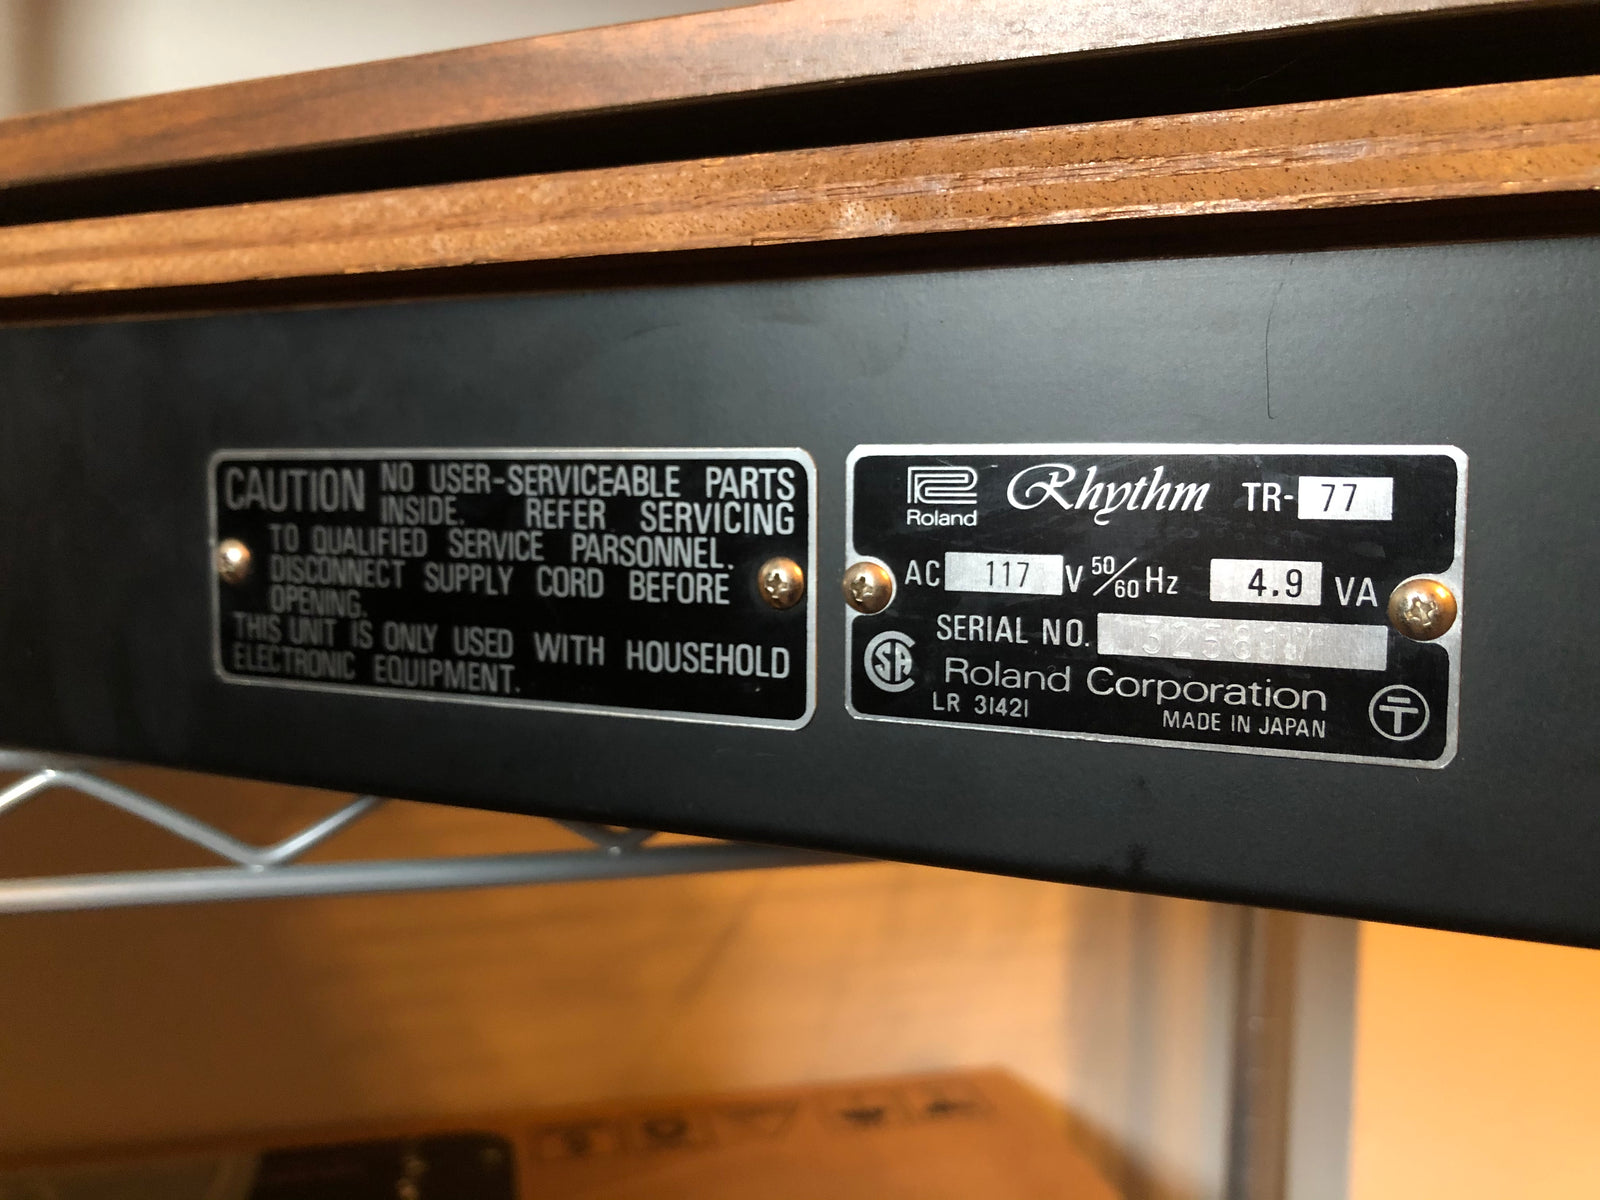 CAUTION NO USER-SERVICEABLE PARTS
INSIDE. REFER SERVICING
TO QUALIFIED SERVICE PARSONNEL.
DISCONNECT SUPPLY CORD BEFORE
OPENING.
THIS UNIT IS ONLY USED WITH HOUSEHOLD
ELECTRONIC EQUIPMENT.
Roland Rhythm TR-77
AC 117 V 50/60 Hz 4.9 VA
SERIAL NO.
Roland Corporation
LR 31421 MADE IN JAPAN